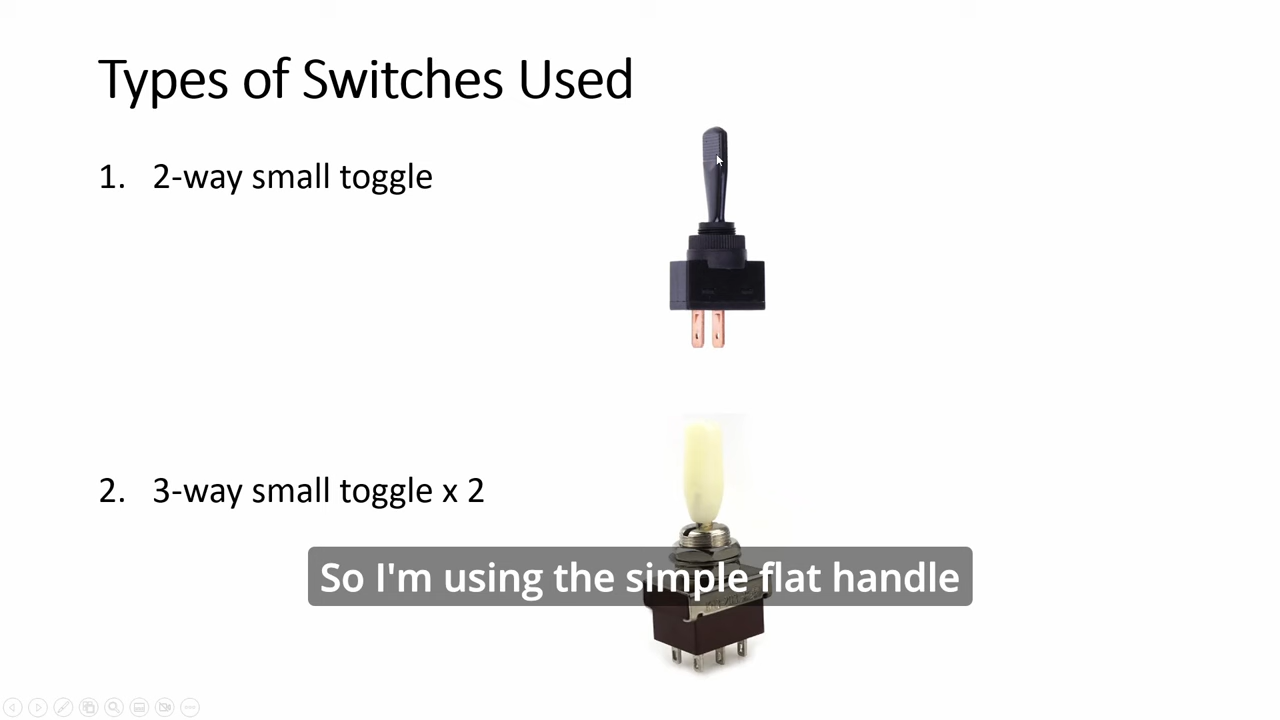 Types of Switches Used
1. 2-way small toggle
2. 3-way small toggle x 2
So I'm using the simple flat handle